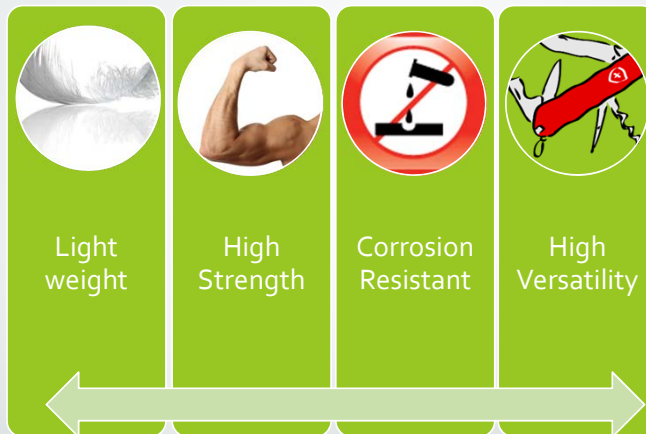 Light
weight
High
Strength
Corrosion
Resistant
High
Versatility